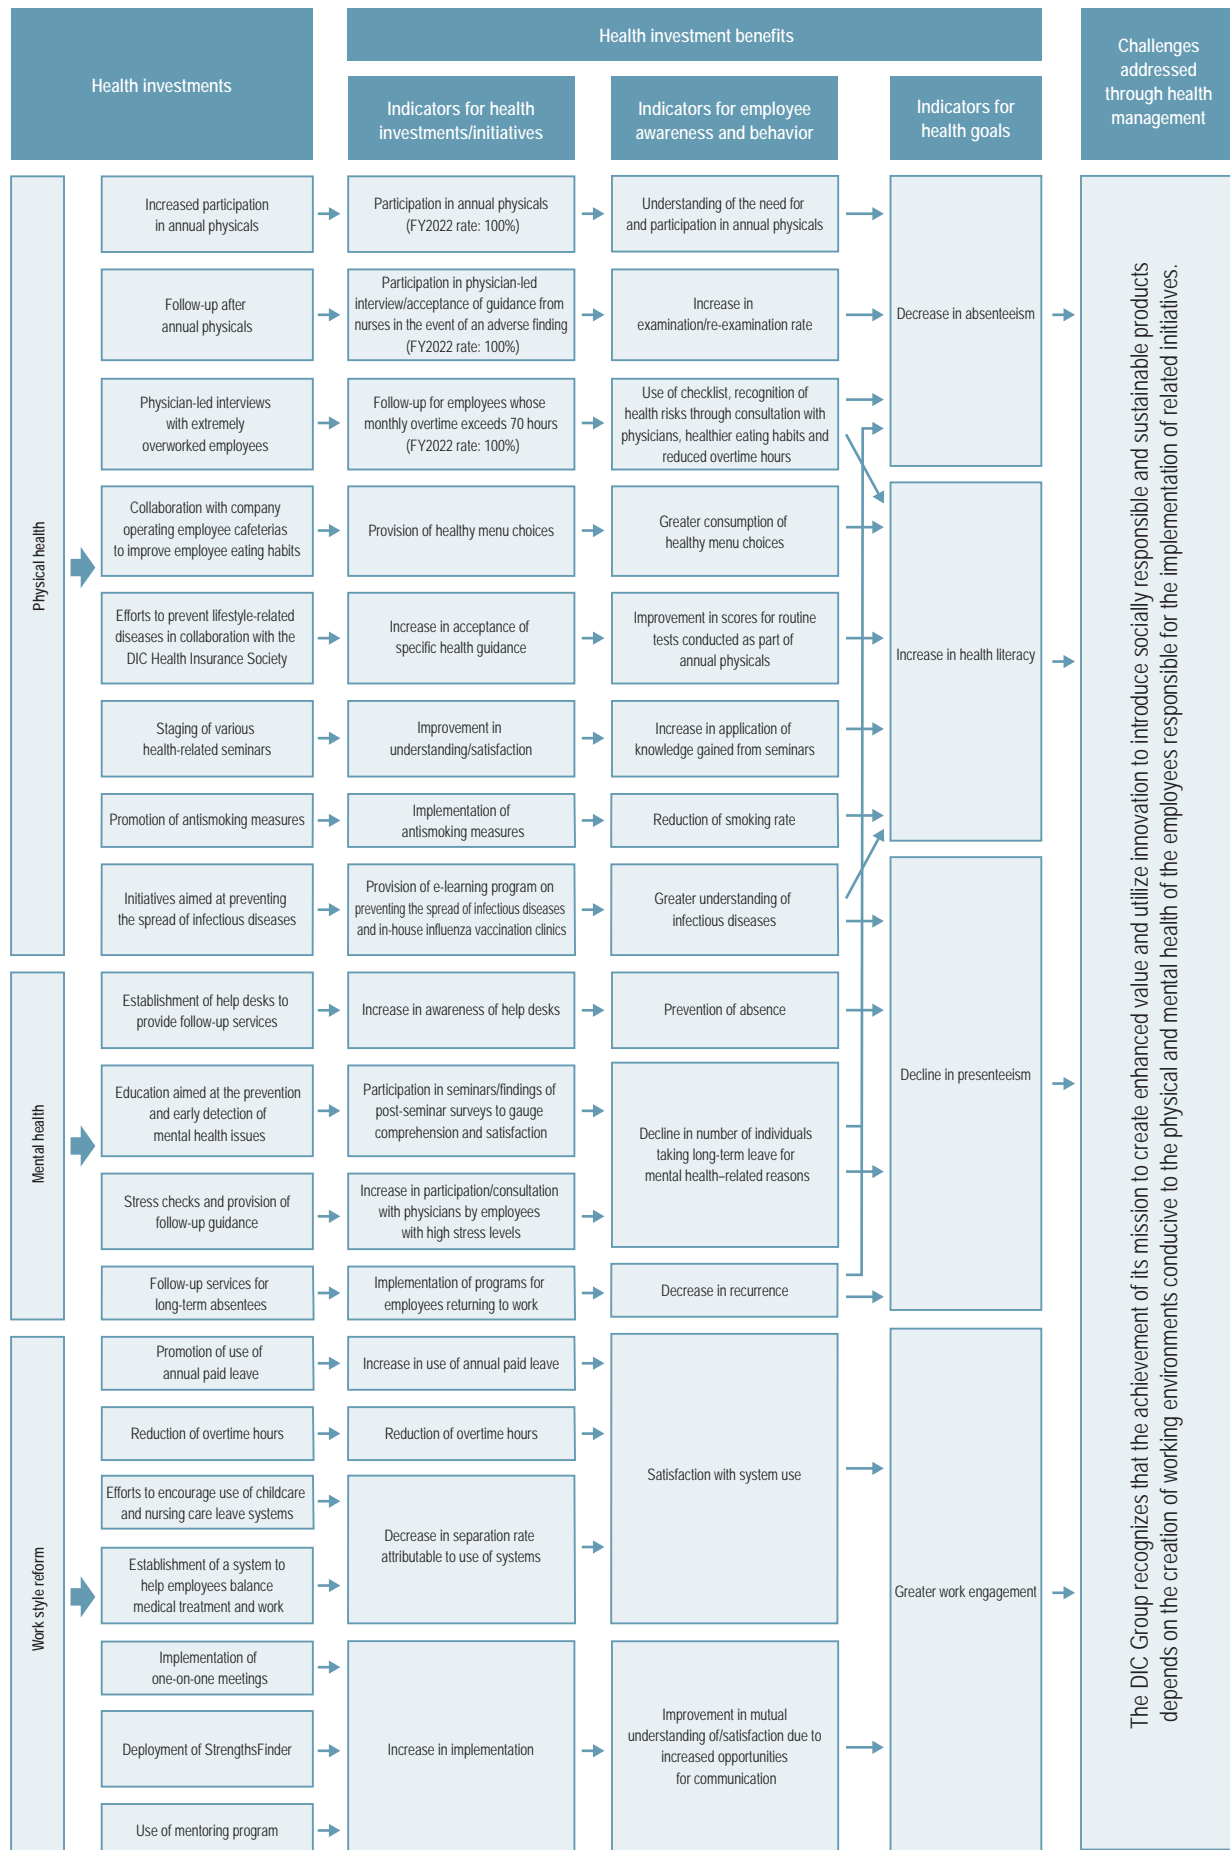 Health investments
Health investment benefits
Challenges
addressed
through health
management
Indicators for health
investments/initiatives
Indicators for employee
awareness and behavior
Indicators for
health goals
Physical health
Increased participation
in annual physicals
Participation in annual physicals
(FY2022 rate: 100%)
Understanding of the need for
and participation in annual physicals
Follow-up after
annual physicals
Participation in physician-led
interview/acceptance of guidance from
nurses in the event of an adverse finding
(FY2022 rate: 100%)
Increase in
examination/re-examination rate
Decrease in absenteeism
Physician-led interviews
with extremely
overworked employees
Follow-up for employees whose
monthly overtime exceeds 70 hours
(FY2022 rate: 100%)
Use of checklist, recognition of
health risks through consultation with
physicians, healthier eating habits and
reduced overtime hours
Collaboration with company
operating employee cafeterias
to improve employee eating habits
Provision of healthy menu choices
Greater consumption of
healthy menu choices
Efforts to prevent lifestyle-related
diseases in collaboration with the
DIC Health Insurance Society
Increase in acceptance of
specific health guidance
Improvement in scores for routine
tests conducted as part of
annual physicals
Increase in health literacy
Staging of various
health-related seminars
Improvement in
understanding/satisfaction
Increase in application of
knowledge gained from seminars
Promotion of antismoking measures
Implementation of
antismoking measures
Reduction of smoking rate
Initiatives aimed at preventing
the spread of infectious diseases
Provision of e-learning program on
preventing the spread of infectious diseases
and in-house influenza vaccination clinics
Greater understanding of
infectious diseases
Mental health
Establishment of help desks to
provide follow-up services
Increase in awareness of help desks
Prevention of absence
Education aimed at the prevention
and early detection of
mental health issues
Participation in seminars/findings of
post-seminar surveys to gauge
comprehension and satisfaction
Decline in number of individuals
taking long-term leave for
mental health–related reasons
Decline in presenteeism
Stress checks and provision of
follow-up guidance
Increase in participation/consultation
with physicians by employees
with high stress levels
Follow-up services for
long-term absentees
Implementation of programs for
employees returning to work
Decrease in recurrence
Work style reform
Promotion of use of
annual paid leave
Increase in use of annual paid leave
Reduction of overtime hours
Reduction of overtime hours
Satisfaction with system use
Efforts to encourage use of childcare
and nursing care leave systems
Decrease in separation rate
attributable to use of systems
Establishment of a system to
help employees balance
medical treatment and work
Greater work engagement
Implementation of
one-on-one meetings
Deployment of StrengthsFinder
Increase in implementation
Improvement in mutual
understanding of/satisfaction due to
increased opportunities
for communication
Use of mentoring program
The DIC Group recognizes that the achievement of its mission to create enhanced value and utilize innovation to introduce socially responsible and sustainable products
depends on the creation of working environments conducive to the physical and mental health of the employees responsible for the implementation of related initiatives.